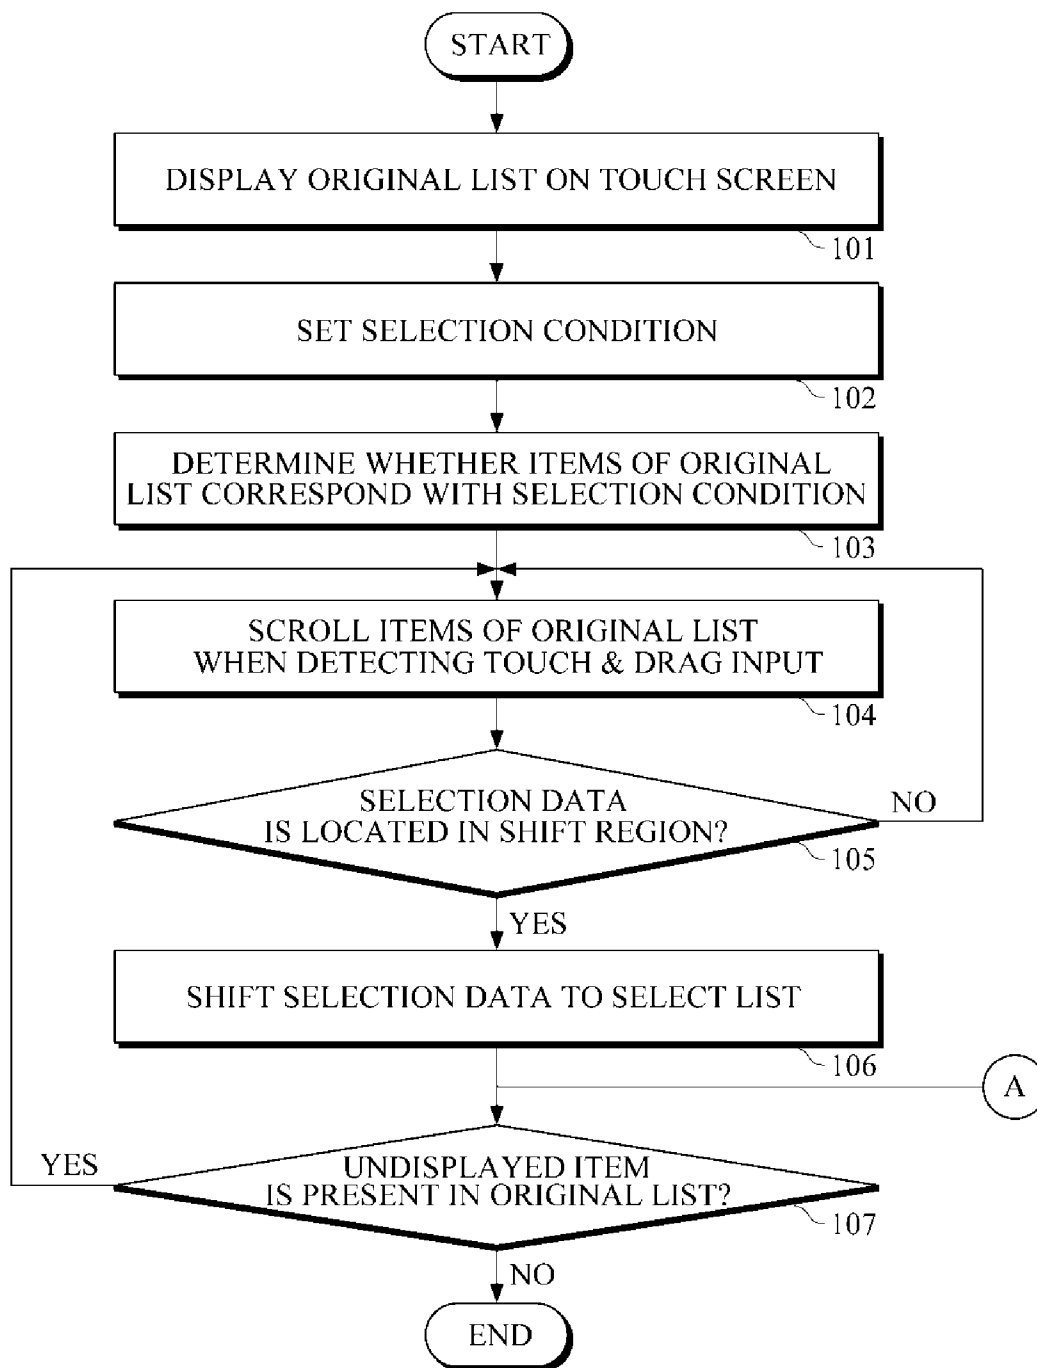 START
DISPLAY ORIGINAL LIST ON TOUCH SCREEN
101
SET SELECTION CONDITION
102
DETERMINE WHETHER ITEMS OF ORIGINAL
LIST CORRESPOND WITH SELECTION CONDITION
103
SCROLL ITEMS OF ORIGINAL LIST
WHEN DETECTING TOUCH & DRAG INPUT
104
SELECTION DATA
IS LOCATED IN SHIFT REGION?
NO
105
YES
SHIFT SELECTION DATA TO SELECT LIST
106
A
YES
UNDISPLAYED ITEM
IS PRESENT IN ORIGINAL LIST?
107
NO
END